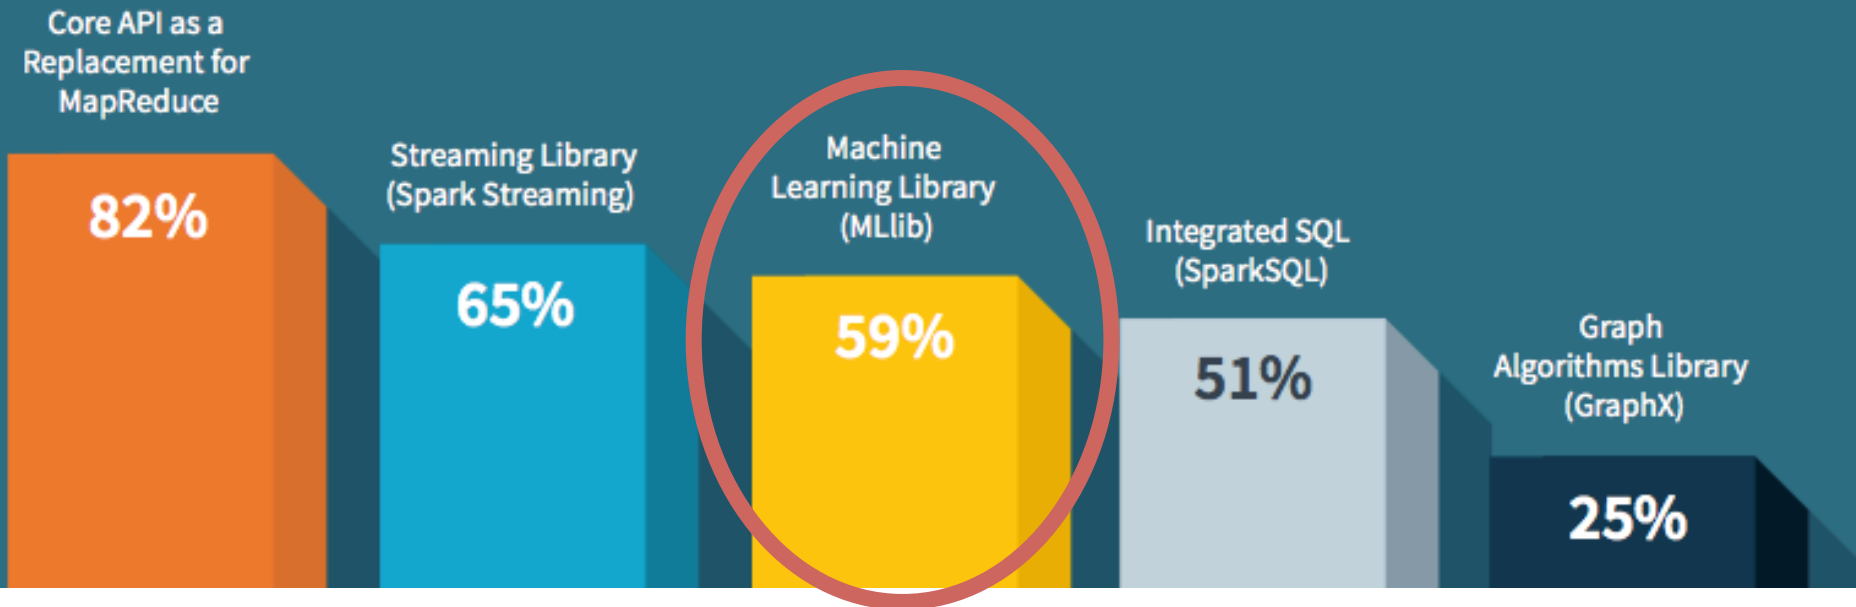 Core API as a
Replacement for
MapReduce
82%
Streaming Library
(Spark Streaming)
65%
Machine
Learning Library
(MLlib)
59%
Integrated SQL
(SparkSQL)
51%
Graph
Algorithms Library
(GraphX)
25%